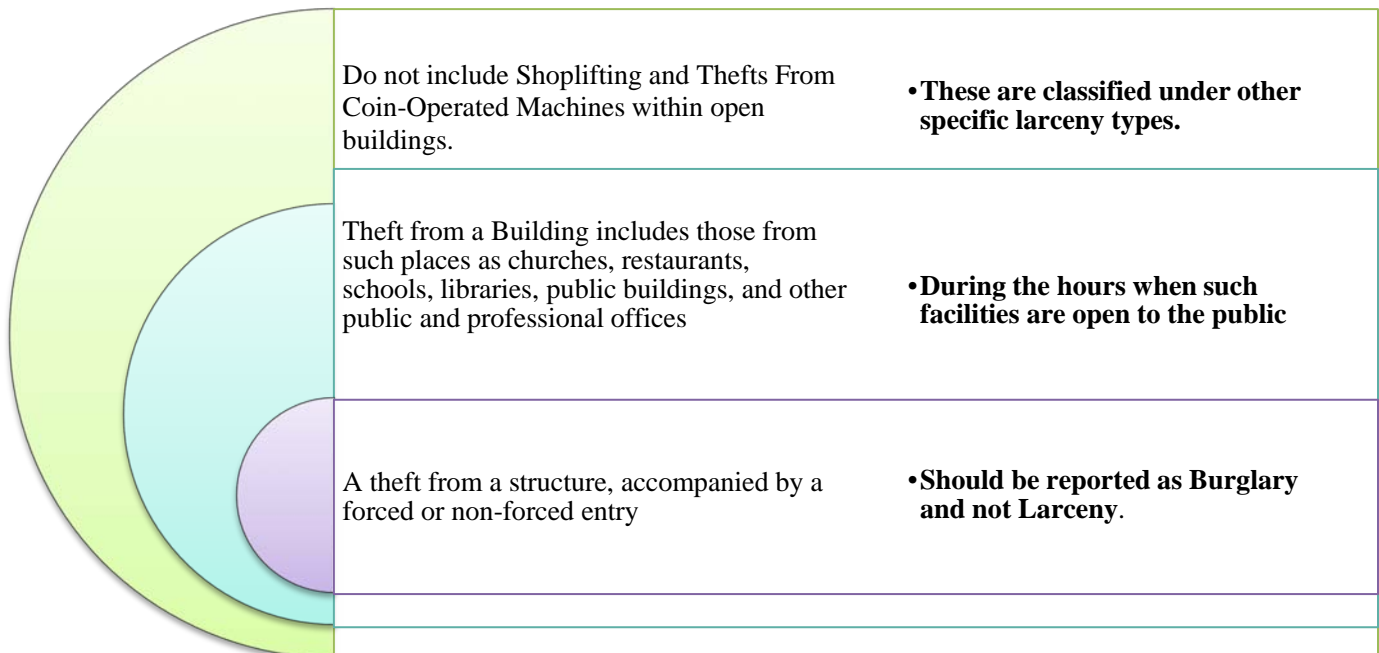 Do not include Shoplifting and Thefts From
Coin-Operated Machines within open
buildings.
•These are classified under other
specific larceny types.
Theft from a Building includes those from
such places as churches, restaurants,
schools, libraries, public buildings, and other
public and professional offices
•During the hours when such
facilities are open to the public
A theft from a structure, accompanied by a
forced or non-forced entry
•Should be reported as Burglary
and not Larceny.